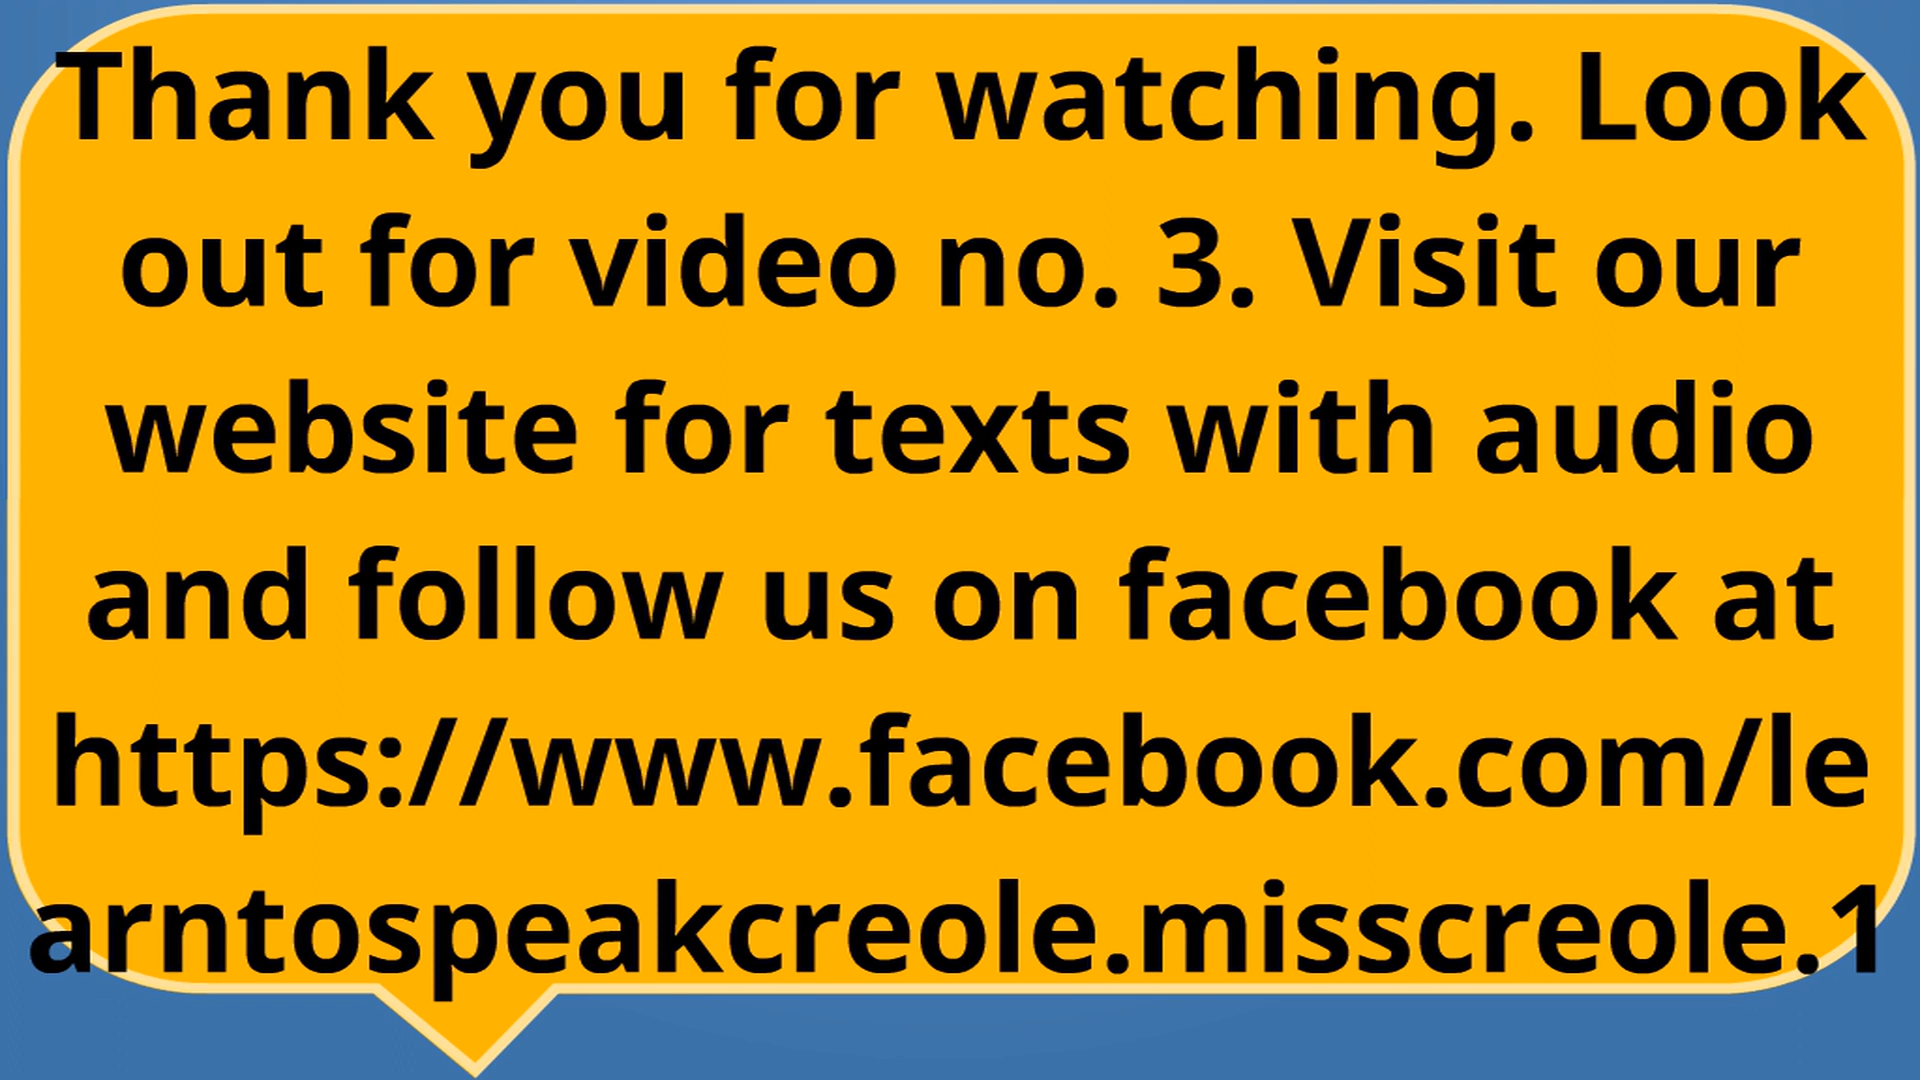 Thank you for watching. Look
out for video no. 3. Visit our
website for texts with audio
and follow us on facebook at
https://www.facebook.com/le
arntospeakcreole.misscreole.1